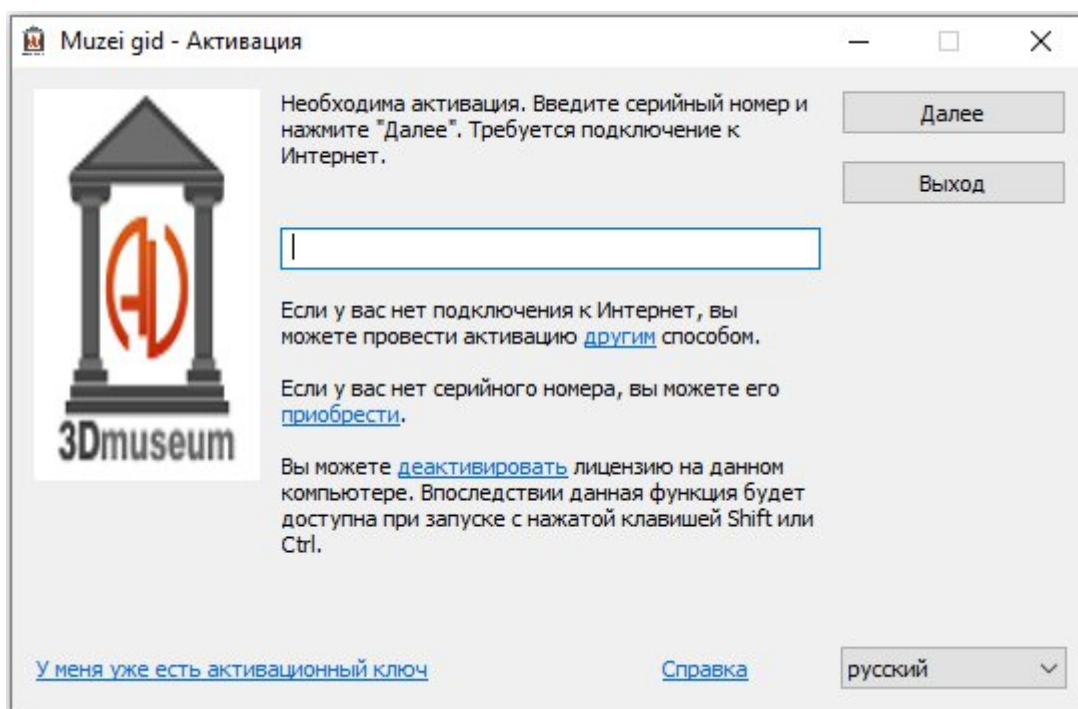 Muzei gid - Активация
Необходима активация. Введите серийный номер и
нажмите "Далее". Требуется подключение к
Интернет.
Далее
Выход
Если у вас нет подключения к Интернет, вы
можете провести активацию другим способом.
Если у вас нет серийного номера, вы можете его
приобрести.
Вы можете деактивировать лицензию на данном
компьютере. Впоследствии данная функция будет
доступна при запуске с нажатой клавишей Shift или
Ctrl.
3Dmuseum
У меня уже есть активационный ключ
Справка
русский